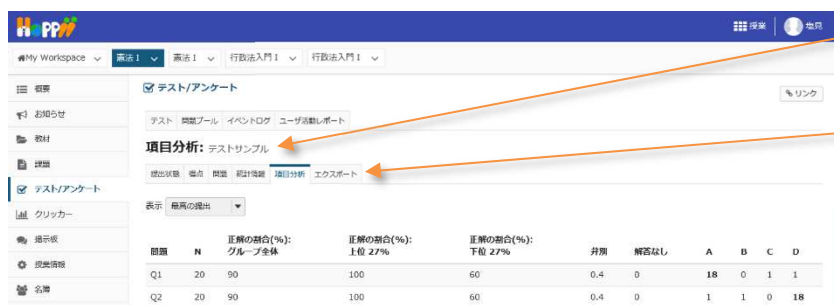 Hoppii
授業 塩見
My Workspace 憲法 I 憲法 I 行政法入門 I 行政法入門 I
概要
テスト/アンケート
リンク
お知らせ
テスト 問題プール イベントログ ユーザ活動レポート
教材
項目分析: テストサンプル
課題
提出状態 得点 問題 統計情報 項目分析 エクスポート
テスト/アンケート
表示 最高の提出
クリッカー
掲示板
正解の割合(%): 正解の割合(%): 正解の割合(%):
問題 N グループ全体 上位 27% 下位 27% 弁別 解答なし A B C D
授業情報
Q1 20 90 100 60 0.4 0 18 0 1 1
名簿
Q2 20 90 100 60 0.4 0 1 1 0 18